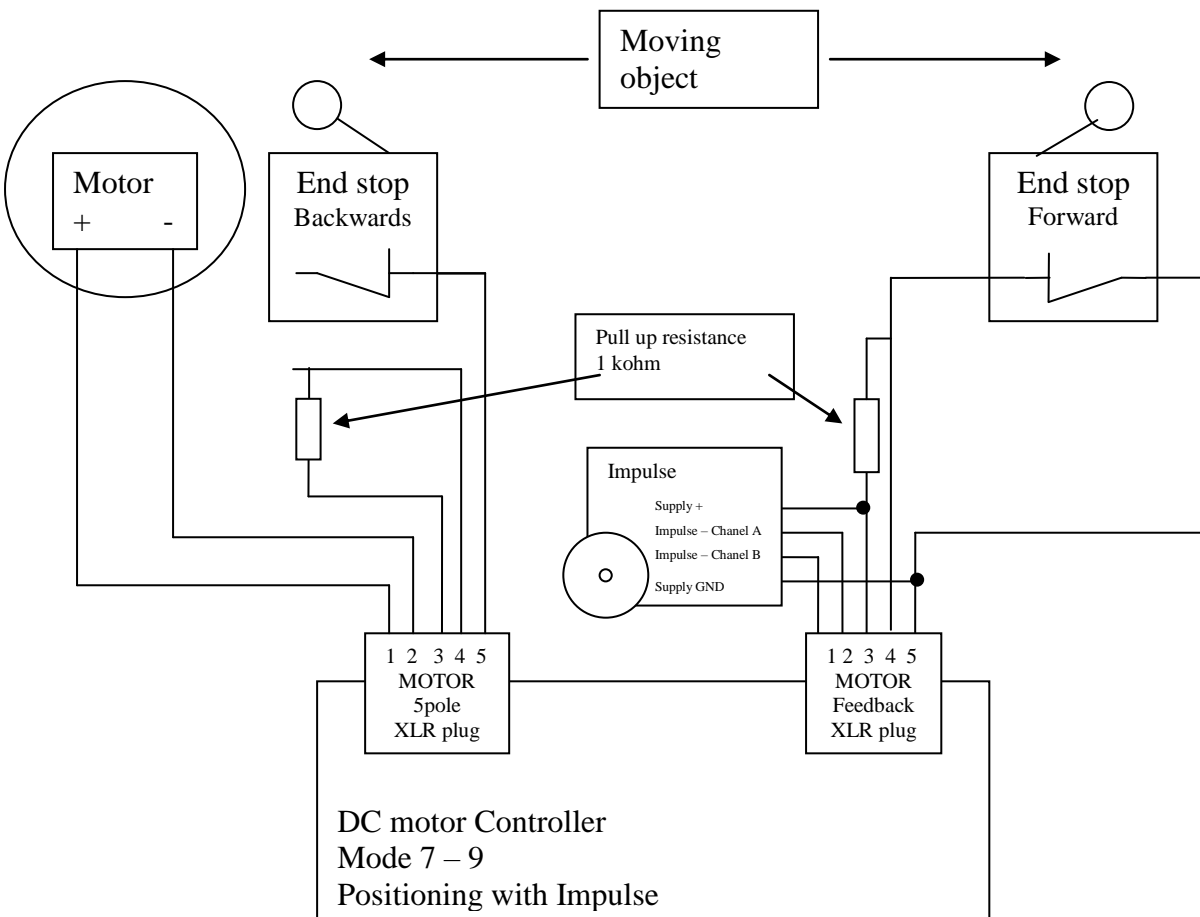 Moving
object
Motor
+ -
End stop
Backwards
End stop
Forward
Pull up resistance
1 kohm
Impulse
Supply +
Impulse – Chanel A
Impulse – Chanel B
Supply GND
1 2 3 4 5
MOTOR
5pole
XLR plug
1 2 3 4 5
MOTOR
Feedback
XLR plug
DC motor Controller
Mode 7 – 9
Positioning with Impulse